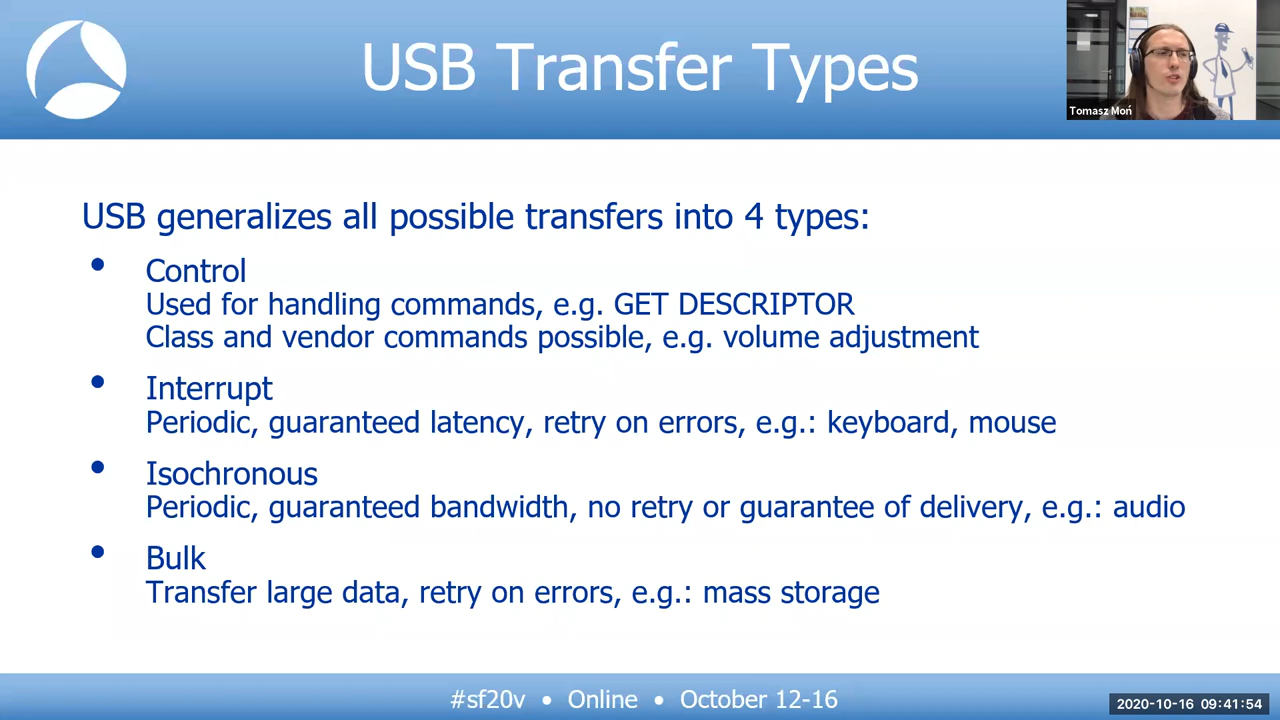 USB Transfer Types
Tomasz Moń
USB generalizes all possible transfers into 4 types:
• Control
Used for handling commands, e.g. GET DESCRIPTOR
Class and vendor commands possible, e.g. volume adjustment
• Interrupt
Periodic, guaranteed latency, retry on errors, e.g.: keyboard, mouse
• Isochronous
Periodic, guaranteed bandwidth, no retry or guarantee of delivery, e.g.: audio
• Bulk
Transfer large data, retry on errors, e.g.: mass storage
#sf20v • Online • October 12-16
2020-10-16 09:41:54